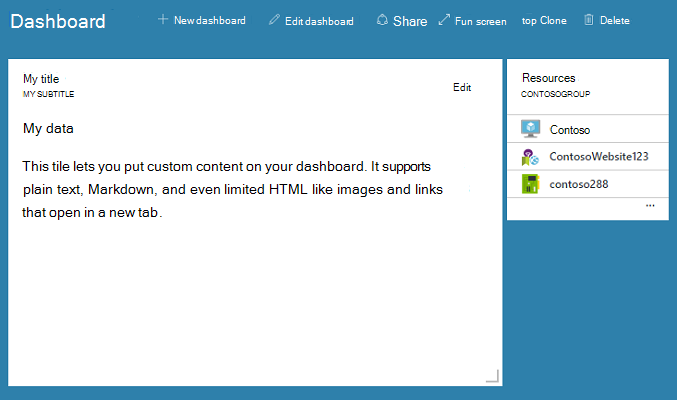 Dashboard
New dashboard
Edit dashboard
Share
Fun screen
top Clone
Delete
My title
MY SUBTITLE
Edit
My data
This tile lets you put custom content on your dashboard. It supports
plain text, Markdown, and even limited HTML like images and links
that open in a new tab.
Resources
CONTOSOGROUP
Contoso
ContosoWebsite123
contoso288
...